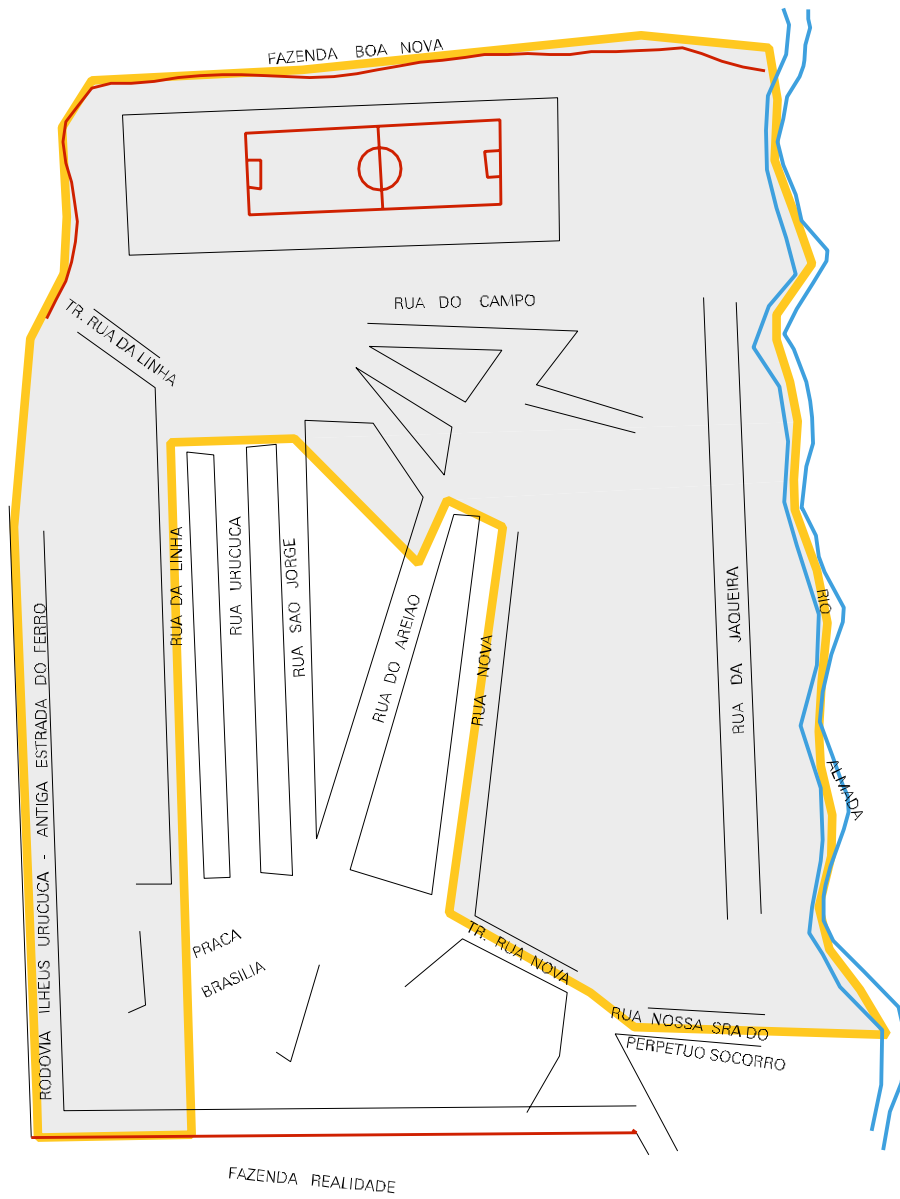 FAZENDA BOA NOVA
RUA DO CAMPO
TR. RUA DA LINHA
RUA DA LINHA
RUA URUCUCA
RUA SAO JORGE
RUA DO AREIAO
RUA NOVA
RUA DA JAQUEIRA
RIO
ALMADA
RODOVIA ILHEUS URUCUCA - ANTIGA ESTRADA DO FERRO
PRACA
BRASILIA
TR. RUA NOVA
RUA NOSSA SRA DO
PERPETUO SOCORRO
FAZENDA REALIDADE